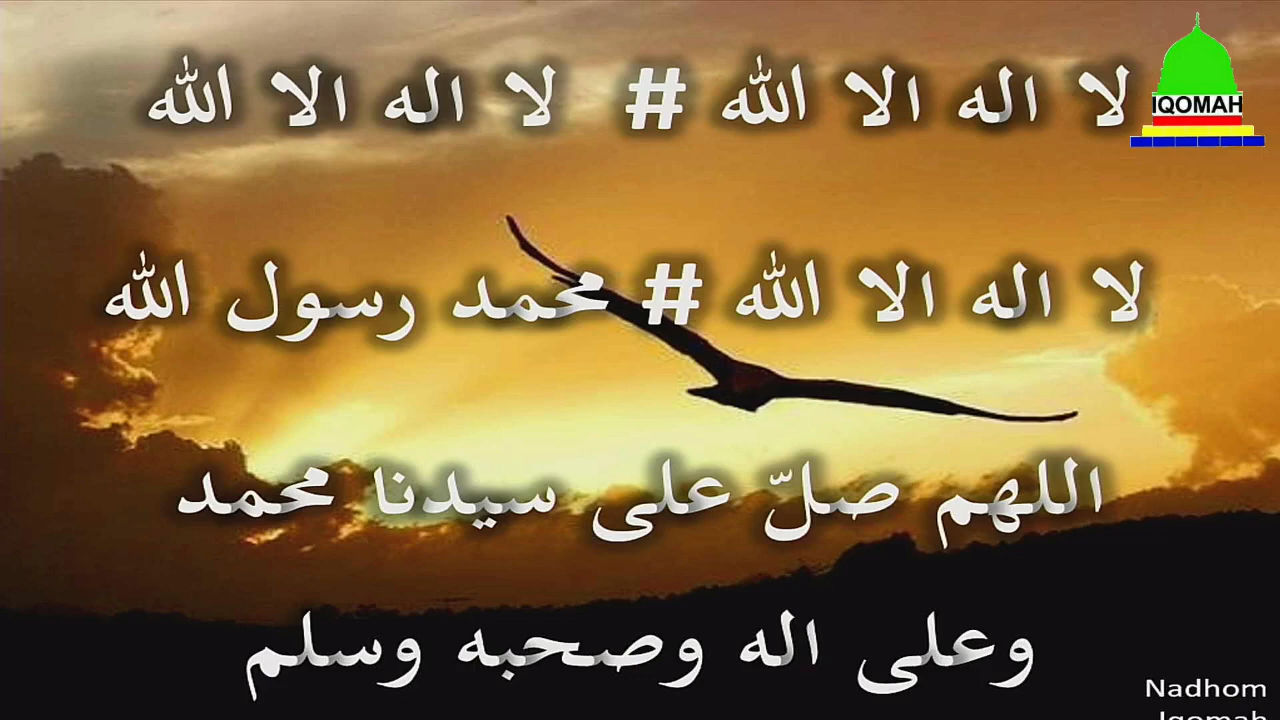 لا اله الا الله # لا اله الا الله
IQOMAH
لا اله الا الله # محمد رسول الله
اللهم صلّ على سيدنا محمد
وعلى اله وصحبه وسلم
Nadhom
Iqomah